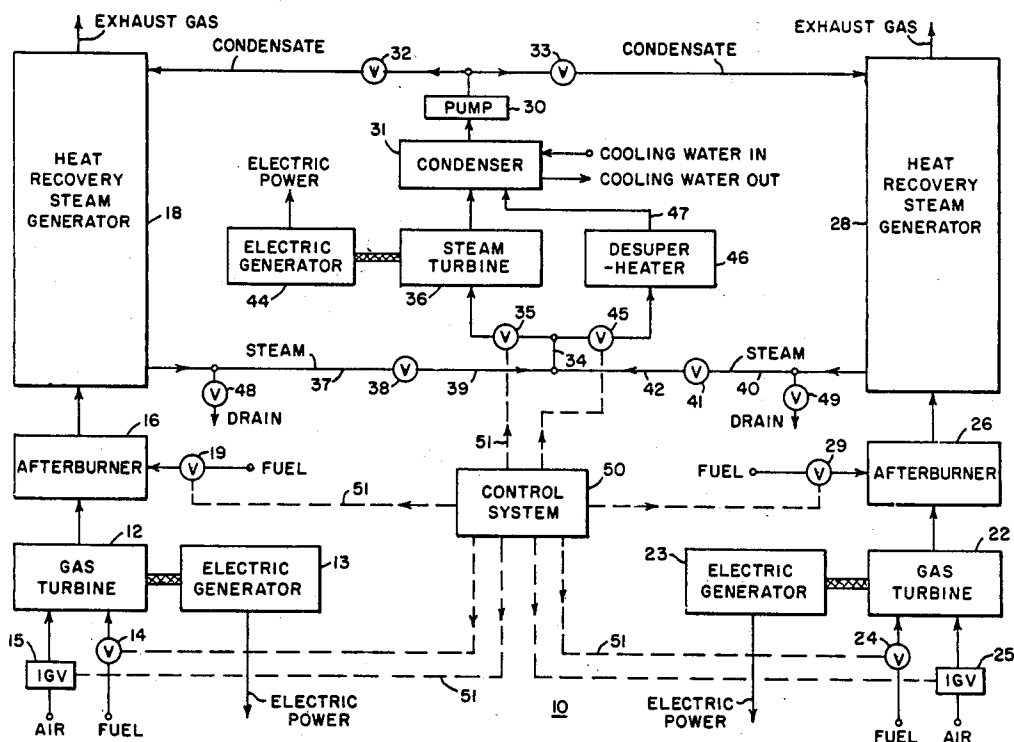 EXHAUST GAS
EXHAUST GAS
CONDENSATE
V
32
33
V
CONDENSATE
PUMP
30
31
CONDENSER
COOLING WATER IN
COOLING WATER OUT
HEAT
RECOVERY
STEAM
GENERATOR
18
HEAT
RECOVERY
STEAM
GENERATOR
28
ELECTRIC
POWER
47
ELECTRIC
GENERATOR
44
STEAM
TURBINE
36
DESUPER
-HEATER
46
V
35
V
45
34
STEAM
37
V
38
39
42
V
41
STEAM
40
V
48
DRAIN
V
49
DRAIN
16
AFTERBURNER
V
19
FUEL
51
51
CONTROL
SYSTEM
50
FUEL
V
29
26
AFTERBURNER
12
GAS
TURBINE
ELECTRIC
GENERATOR
13
23
ELECTRIC
GENERATOR
22
GAS
TURBINE
15
IGV
V
14
51
51
24
V
25
IGV
AIR
FUEL
ELECTRIC
POWER
10
ELECTRIC
POWER
FUEL
AIR